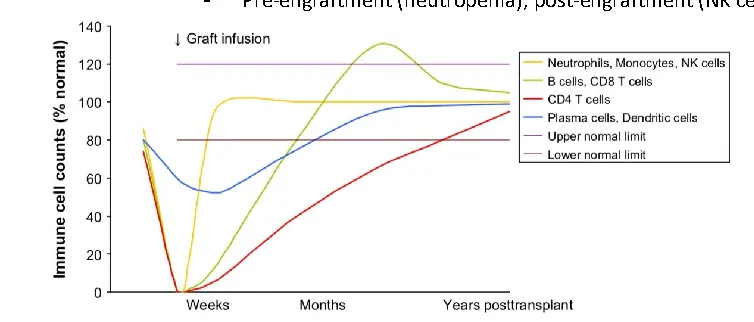 - Pre-engraftment (neutropenia), post-engraftment (NK ce
↓ Graft infusion
Immune cell counts (% normal)
140
120
100
80
60
40
20
0
Weeks
Months
Years posttransplant
Neutrophils, Monocytes, NK cells
B cells, CD8 T cells
CD4 T cells
Plasma cells, Dendritic cells
Upper normal limit
Lower normal limit